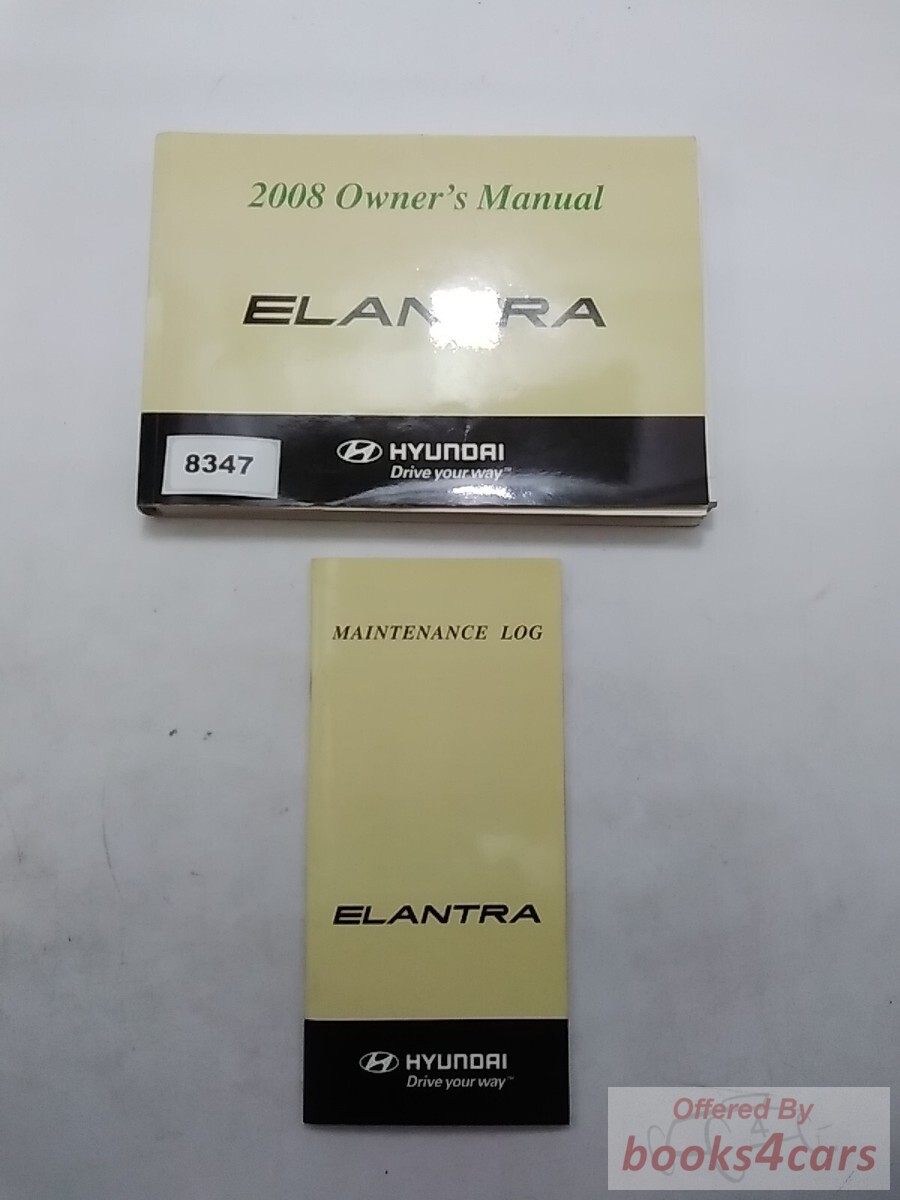 2008 Owner's Manual
ELANTRA
8347
HYUNDAI
Drive your way™
MAINTENANCE LOG
ELANTRA
HYUNDAI
Drive your way™
Offered By
books4cars